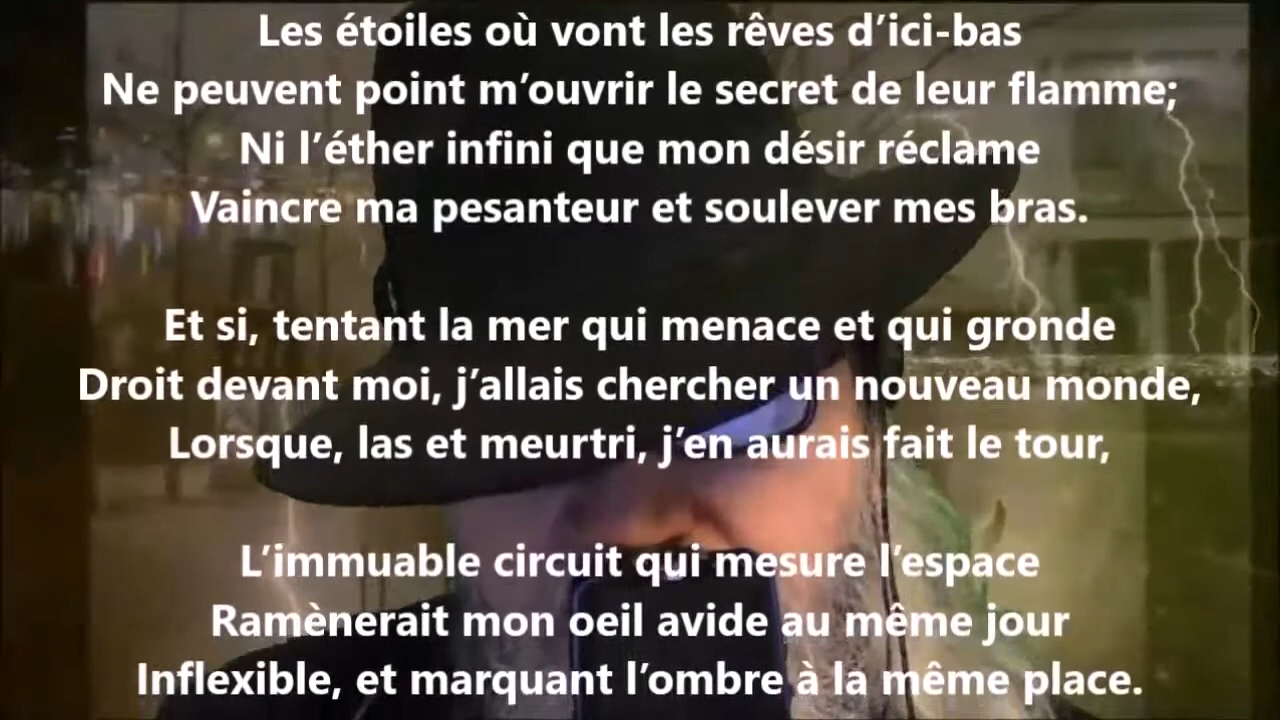 Les étoiles où vont les rêves d’ici-bas
Ne peuvent point m’ouvrir le secret de leur flamme;
Ni l’éther infini que mon désir réclame
Vaincre ma pesanteur et soulever mes bras.
Et si, tentant la mer qui menace et qui gronde
Droit devant moi, j’allais chercher un nouveau monde,
Lorsque, las et meurtri, j’en aurais fait le tour,
L’immuable circuit qui mesure l’espace
Ramènerait mon oeil avide au même jour
Inflexible, et marquant l’ombre à la même place.